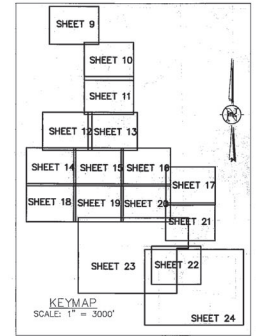 SHEET 9
SHEET 10
SHEET 11
SHEET 12 SHEET 13
SHEET 14 SHEET 15 SHEET 16
SHEET 17
SHEET 18 SHEET 19 SHEET 20
SHEET 21
SHEET 23 SHEET 22
KEYMAP
SCALE: 1" = 3000'
SHEET 24